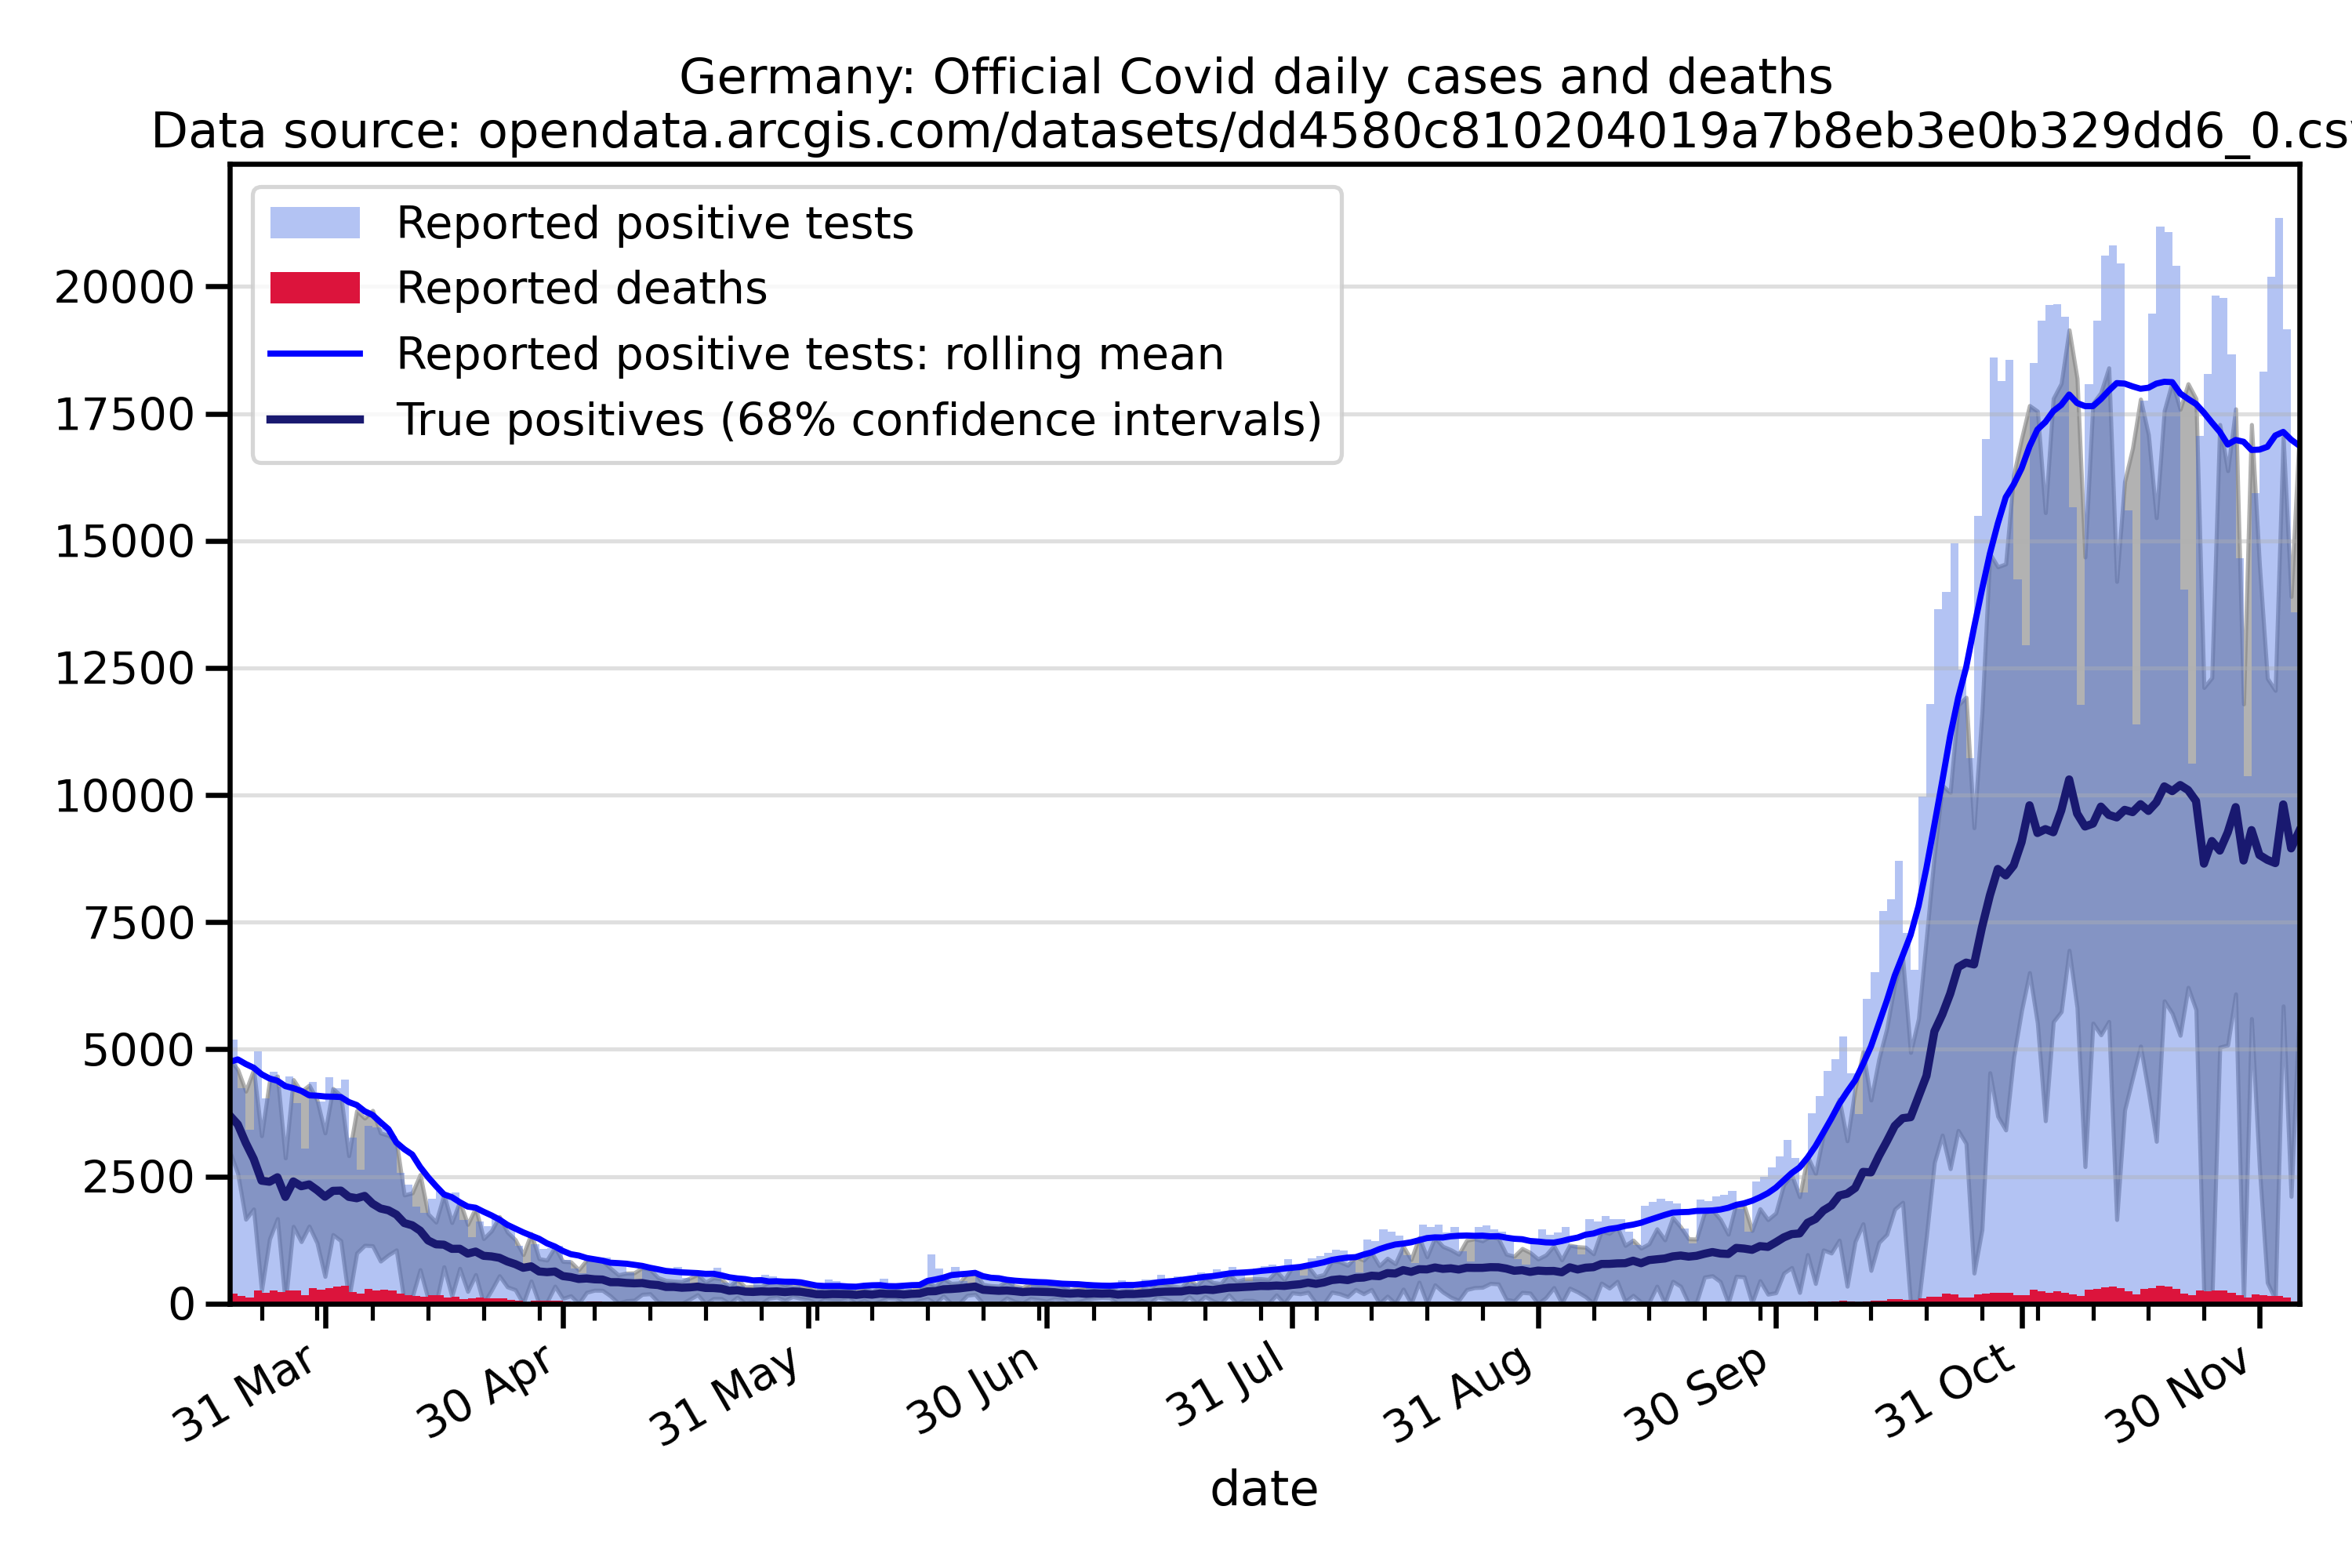 Germany: Official Covid daily cases and deaths
Data source: opendata.arcgis.com/datasets/dd4580c810204019a7b8eb3e0b329dd6_0.csv
Reported positive tests
Reported deaths
Reported positive tests: rolling mean
True positives (68% confidence intervals)
20000
17500
15000
12500
10000
7500
5000
2500
0
31 Mar
30 Apr
31 May
30 Jun
31 Jul
31 Aug
30 Sep
31 Oct
30 Nov
date